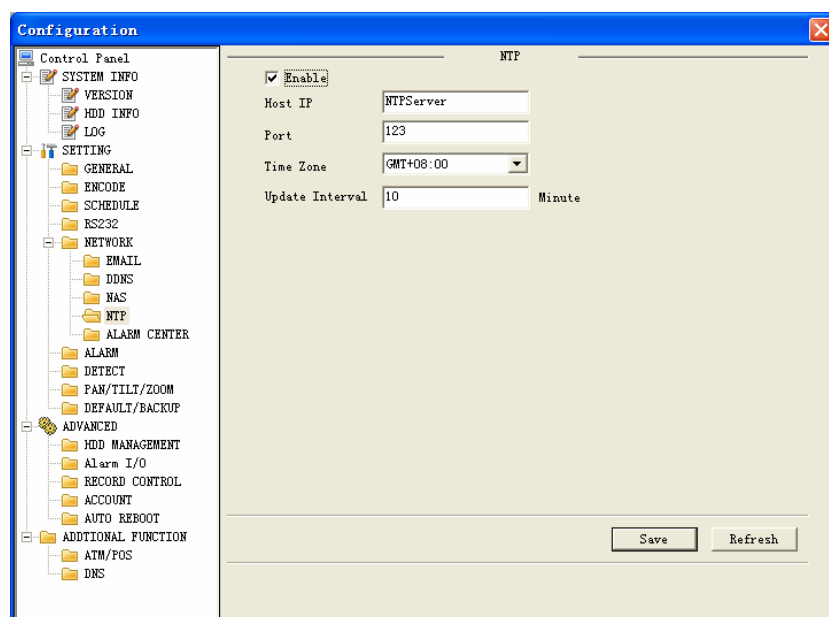 Configuration
Control Panel
SYSTEM INFO
VERSION
HDD INFO
LOG
SETTING
GENERAL
ENCODE
SCHEDULE
RS232
NETWORK
EMAIL
DDNS
NAS
NTP
ALARM CENTER
ALARM
DETECT
PAN/TILT/ZOOM
DEFAULT/BACKUP
ADVANCED
HDD MANAGEMENT
Alarm I/O
RECORD CONTROL
ACCOUNT
AUTO REBOOT
ADDTIONAL FUNCTION
ATM/POS
DNS
NTP
Enable
Host IP NTPServer
Port 123
Time Zone GMT+08:00
Update Interval 10 Minute
Save Refresh